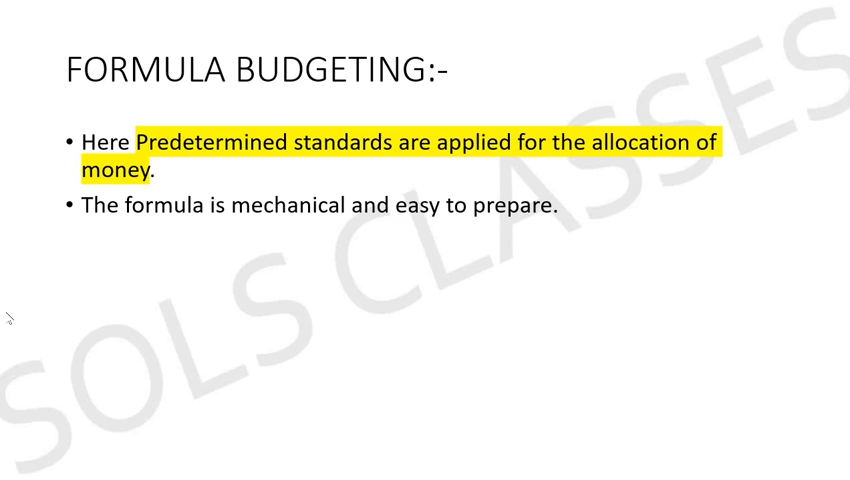 FORMULA BUDGETING:-
• Here Predetermined standards are applied for the allocation of
money.
• The formula is mechanical and easy to prepare.
SOLS CLASSES